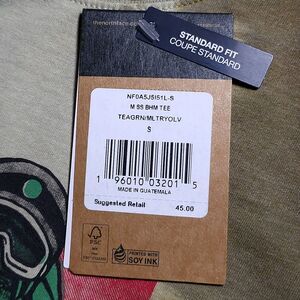 thenorthface.com
STANDARD FIT
COUPE STANDARD
NF0A5J5I51L-S
M SS BHM TEE
TEAGRN/MLTRYOLV
S
1 96010 03201 5
MADE IN GUATEMALA
Suggested Retail 45.00
FSC
PRINTED WITH
SOY INK